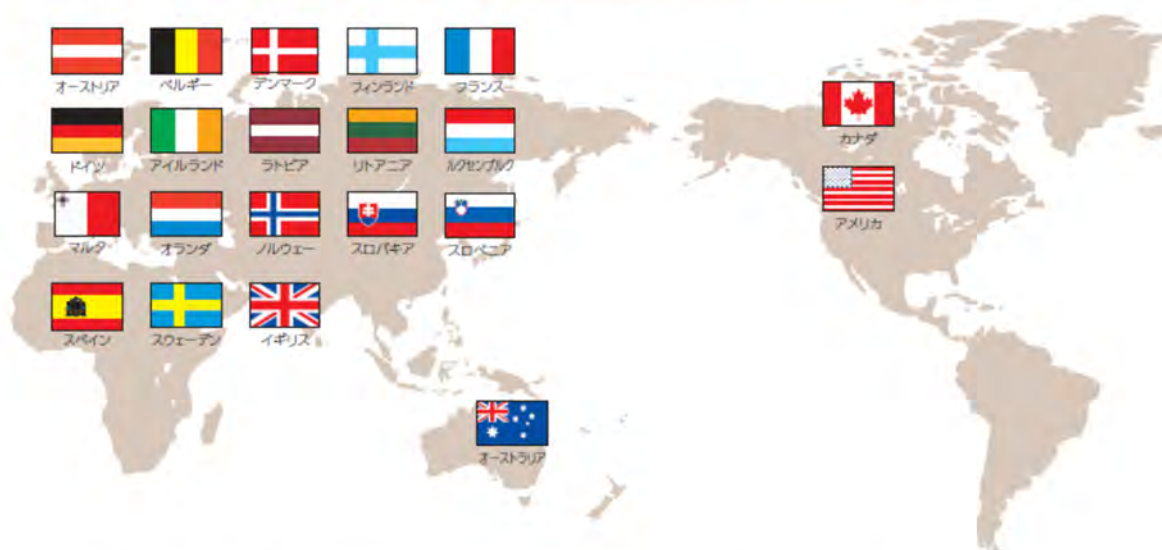 オーストリア
ベルギー
デンマーク
フィンランド
フランス
ドイツ
アイルランド
ラトビア
リトアニア
ルクセンブルク
マルタ
オランダ
ノルウェー
スロバキア
スロベニア
スペイン
スウェーデン
イギリス
カナダ
アメリカ
オーストラリア